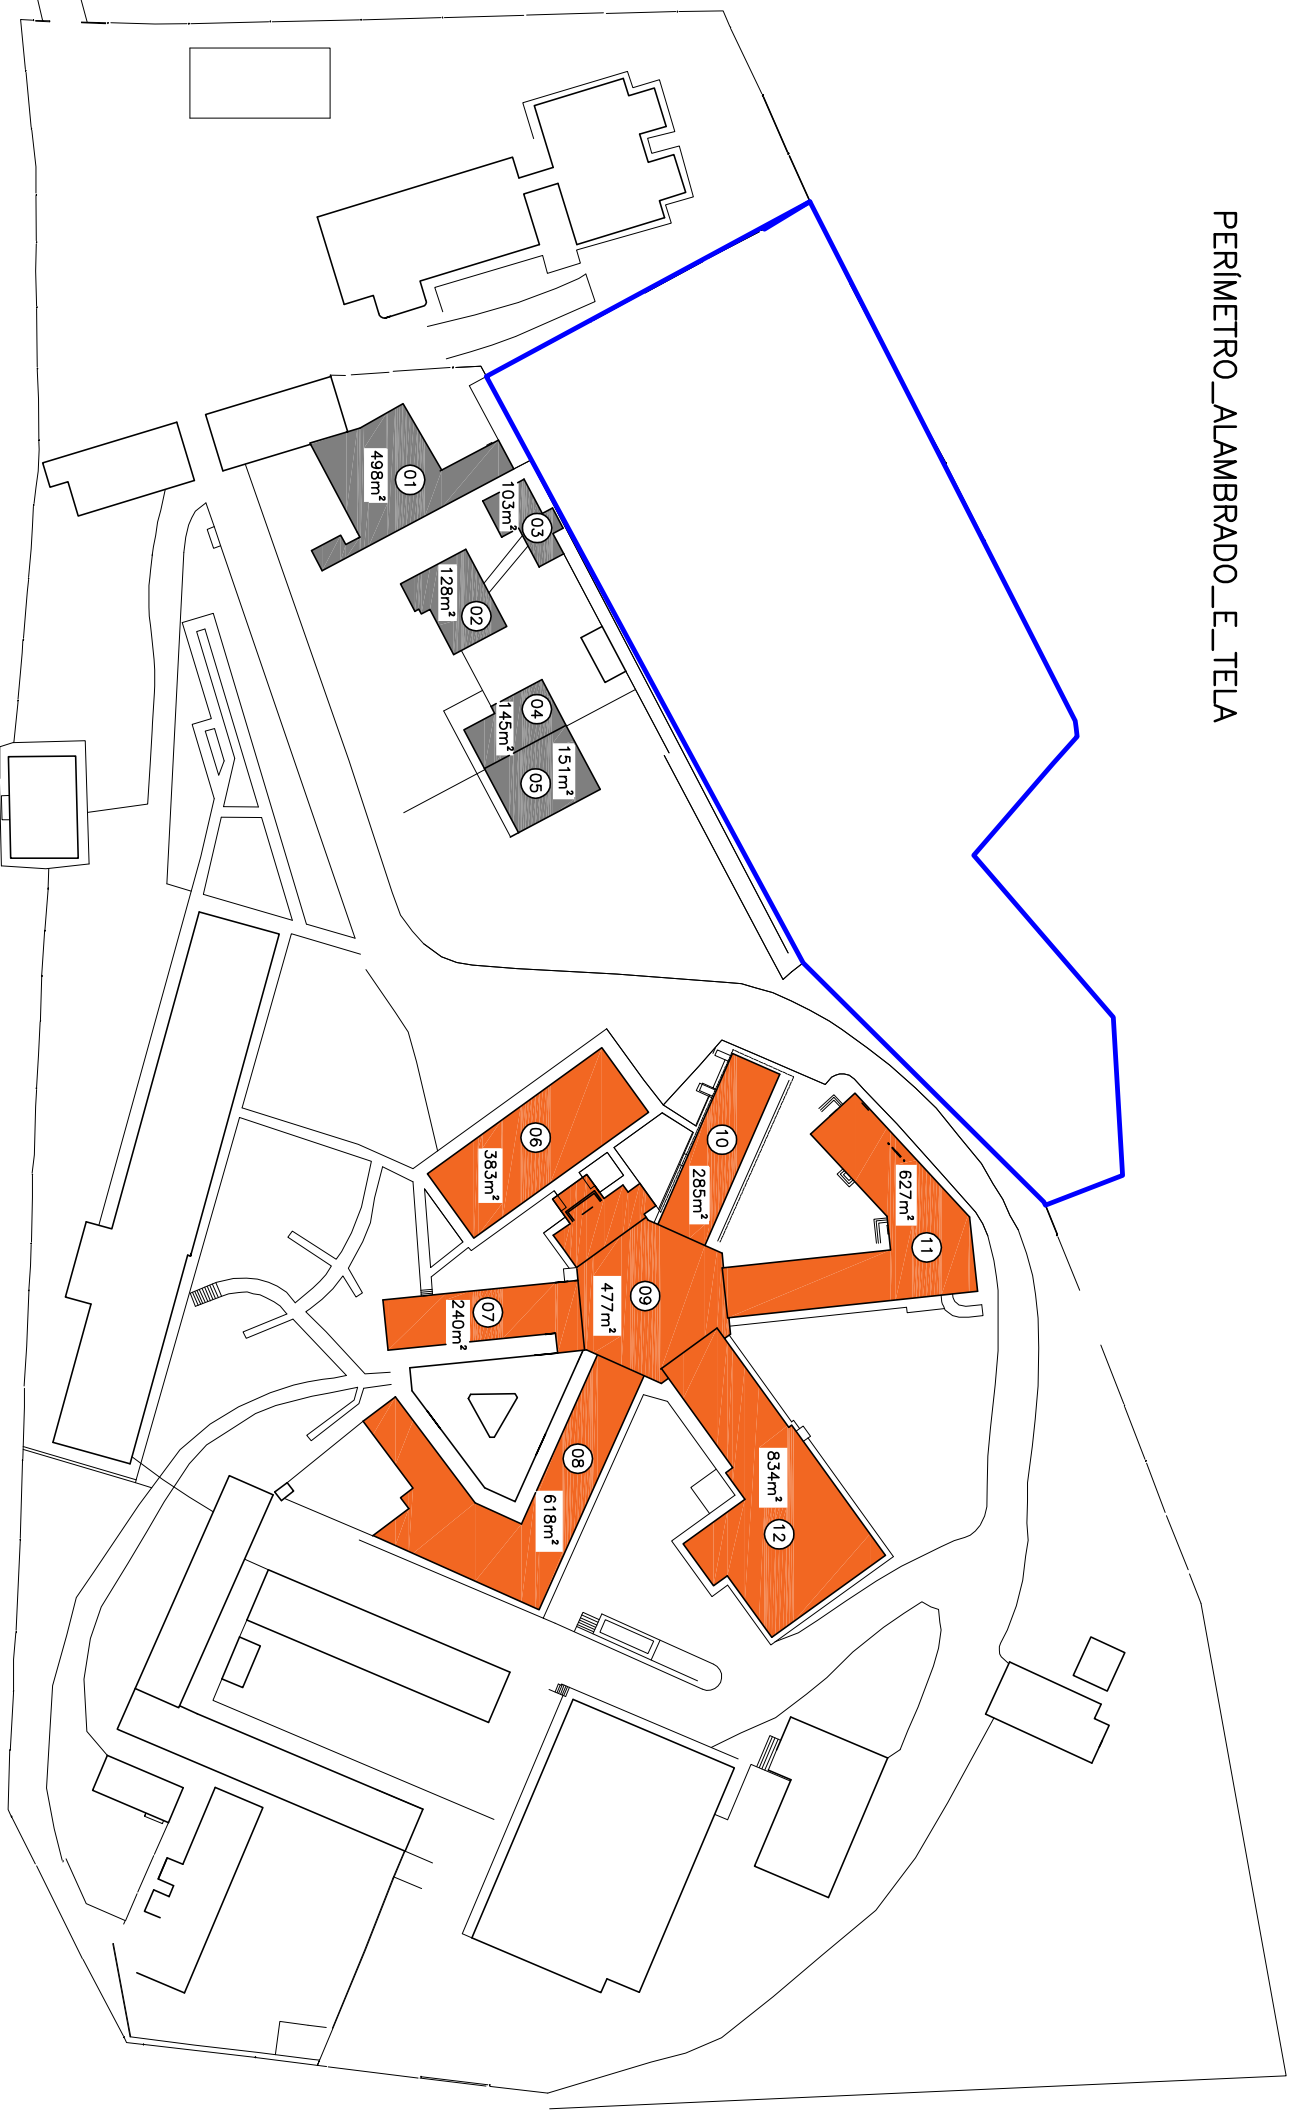 PERÍMETRO_ALAMBRADO_E_TELA
01
498m²
03
103m²
02
128m²
04
145m²
05
151m²
06
383m²
10
285m²
11
627m²
09
477m²
07
240m²
08
618m²
12
834m²